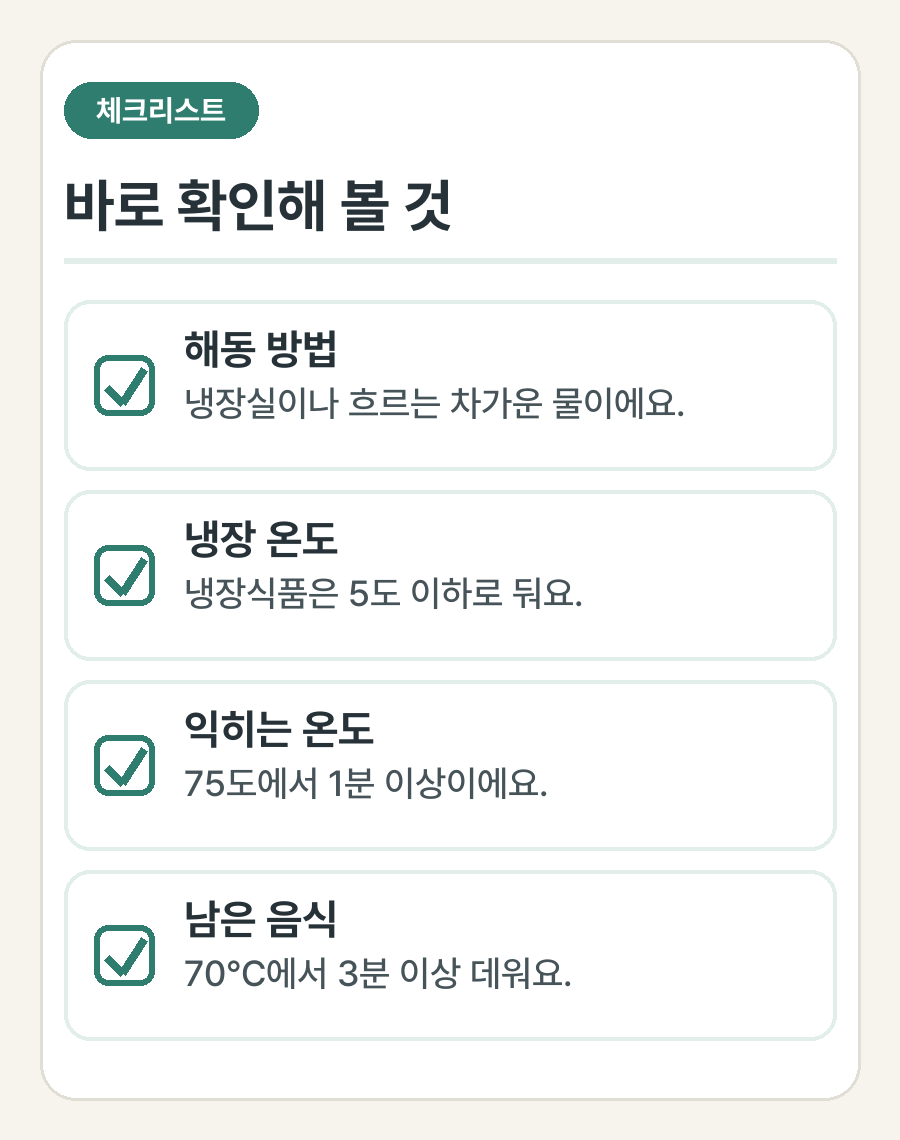 체크리스트
바로 확인해 볼 것
해동 방법
냉장실이나 흐르는 차가운 물이에요.
냉장 온도
냉장식품은 5도 이하로 둬요.
익히는 온도
75도에서 1분 이상이에요.
남은 음식
70°C에서 3분 이상 데워요.